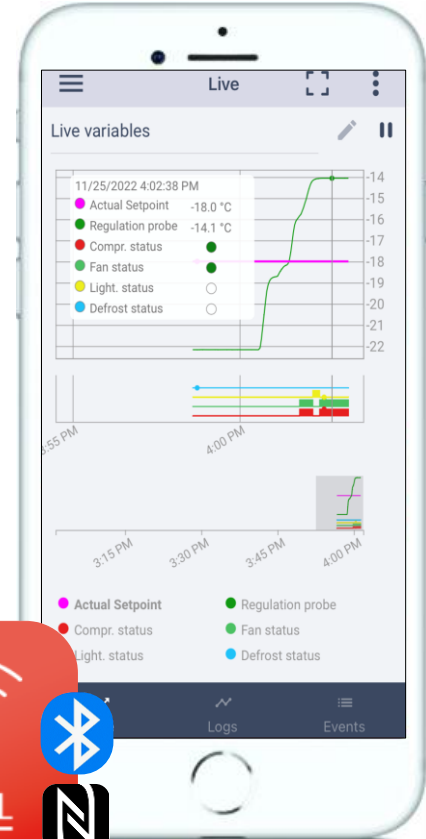 Live
Live variables
11/25/2022 4:02:38 PM
Actual Setpoint -18.0 °C
Regulation probe -14.1 °C
Compr. status
Fan status
Light. status
Defrost status
-14
-15
-16
-17
-18
-19
-20
-21
-22
3:55 PM
4:00 PM
3:15 PM
3:30 PM
3:45 PM
4:00 PM
Actual Setpoint
Regulation probe
Compr. status
Fan status
Light. status
Defrost status
Logs
Events